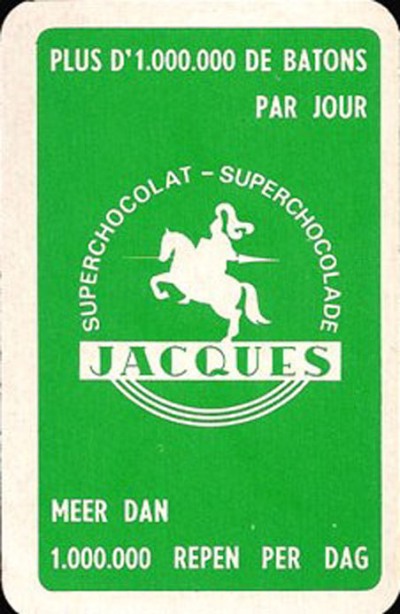 PLUS D'1.000.000 DE BATONS
PAR JOUR
SUPERCHOCOLAT - SUPERCHOCOLADE
JACQUES
MEER DAN
1.000.000 REPEN PER DAG